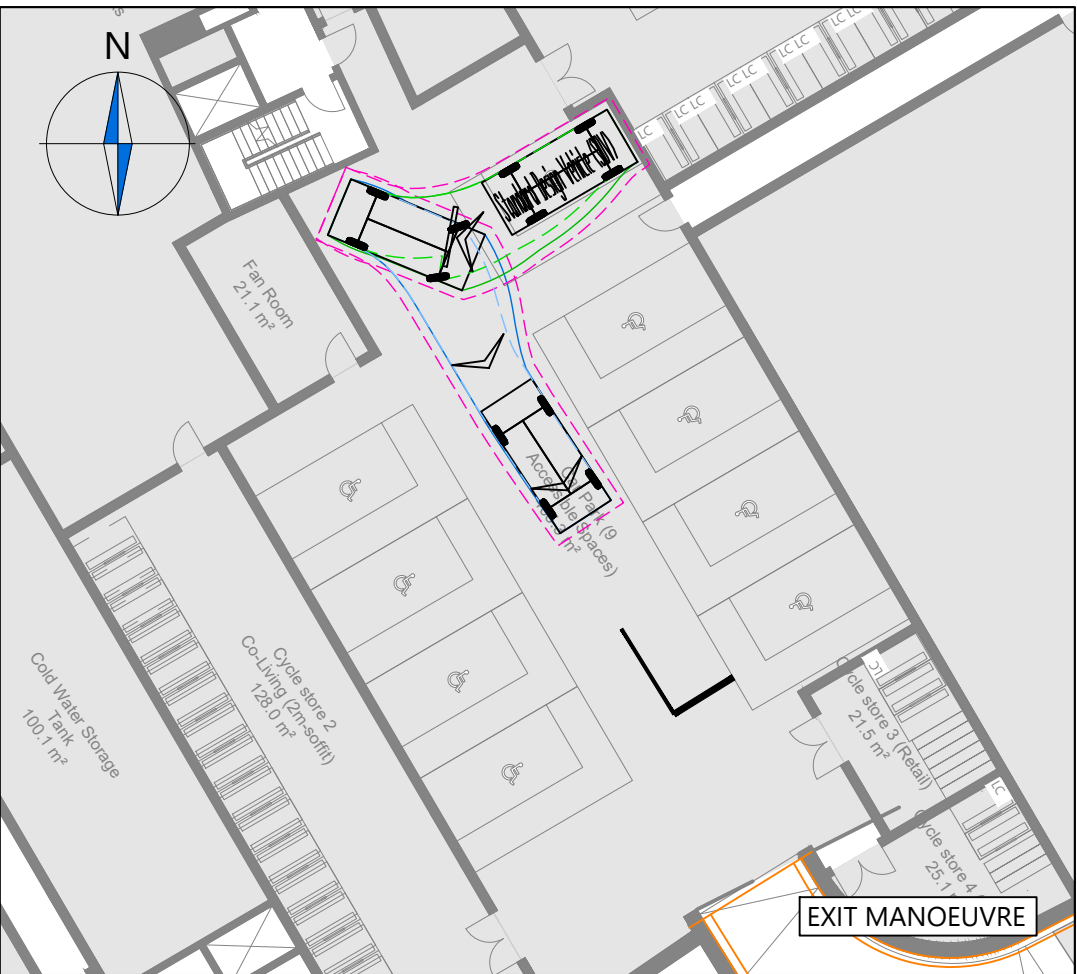 N
LC
LC LC
LC LC
LC LC
LC LC
Standard Design Vehicle (SDV)
Fan Room
21.1 m²
Car Park (9
Accessible Spaces)
m²
Cycle store 2
Co-Living (2m-soffit)
128.0 m²
Cold Water Storage
Tank
100.1 m²
LC
Cycle store 3 (Retail)
21.5 m²
LC
Cycle store 4
25.1
EXIT MANOEUVRE